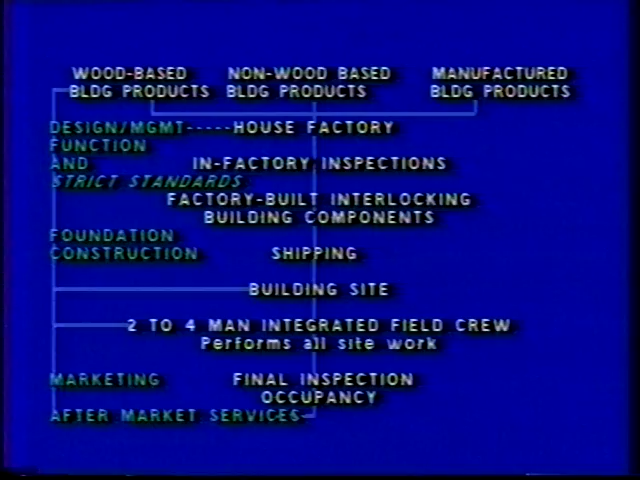 WOOD-BASED NON-WOOD BASED MANUFACTURED
BLDG PRODUCTS BLDG PRODUCTS BLDG PRODUCTS
DESIGN/MGMT-----HOUSE FACTORY
FUNCTION
AND IN-FACTORY INSPECTIONS
STRICT STANDARDS
FACTORY-BUILT INTERLOCKING
BUILDING COMPONENTS
FOUNDATION
CONSTRUCTION SHIPPING
BUILDING SITE
2 TO 4 MAN INTEGRATED FIELD CREW
Performs all site work
MARKETING FINAL INSPECTION
OCCUPANCY
AFTER MARKET SERVICES